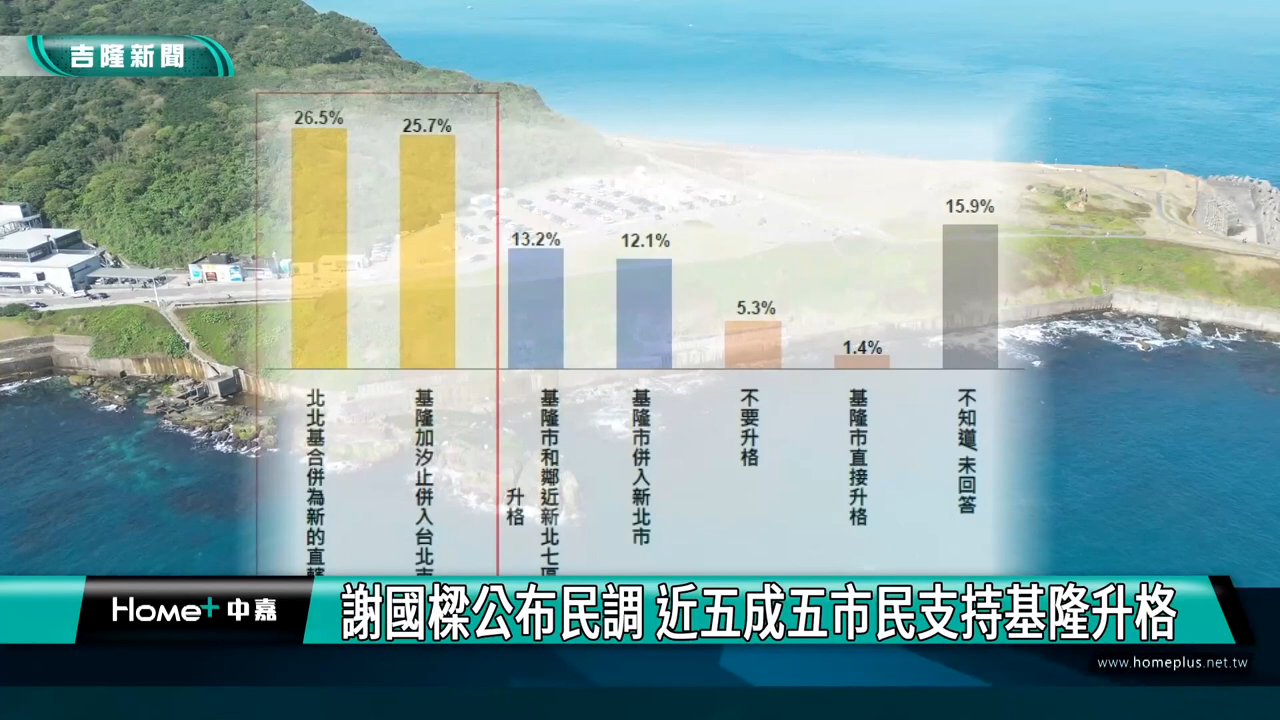 吉隆新聞
26.5%
25.7%
13.2%
12.1%
5.3%
1.4%
15.9%
北北基合併為新的直轄
基隆加汐止併入台北市
基隆市和鄰近新北七區
升格
基隆市併入新北市
不要升格
基隆市直接升格
不知道/未回答
Home+中嘉
謝國樑公布民調 近五成五市民支持基隆升格
www.homeplus.net.tw